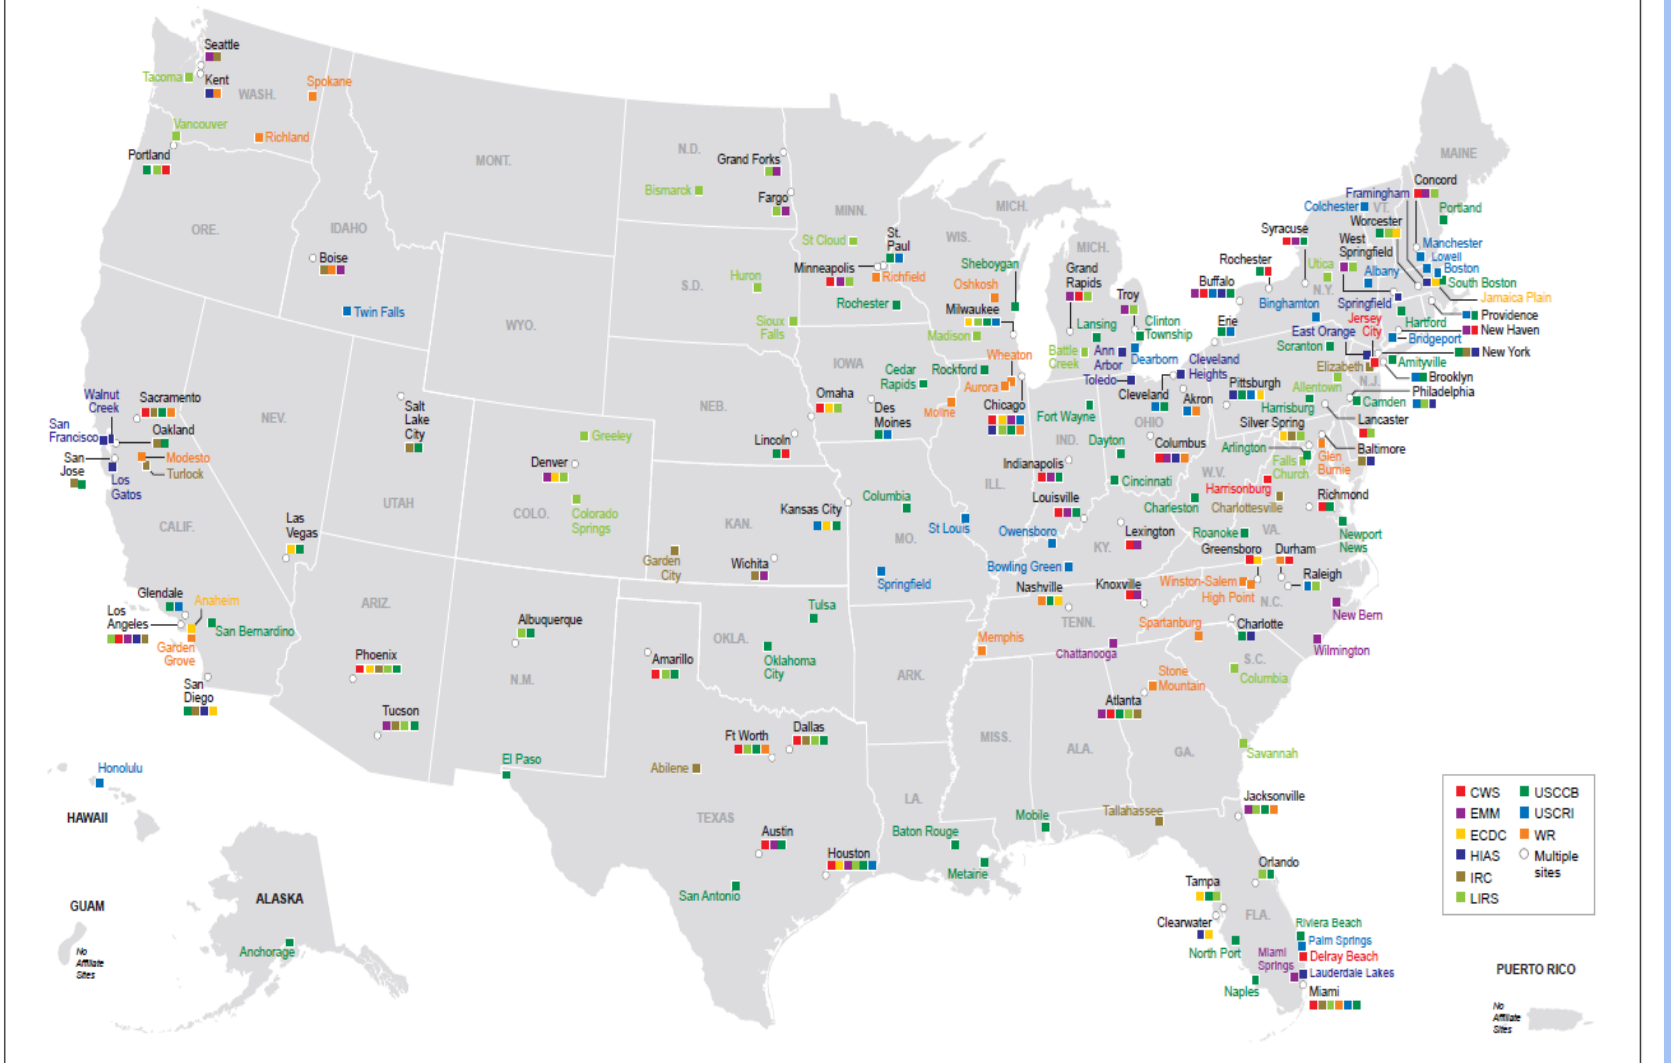 Seattle
Tacoma
Kent
WASH.
Spokane
Vancouver
Richland
Portland
ORE.
IDAHO
Boise
Twin Falls
MONT.
WYO.
N.D.
Grand Forks
Bismarck
Fargo
S.D.
Huron
Sioux
Falls
MINN.
St Cloud
St.
Paul
Minneapolis
Richfield
Rochester
WIS.
Sheboygan
Oshkosh
Milwaukee
Madison
MICH.
MICH.
Grand
Rapids
Troy
Lansing
Clinton
Township
Battle
Creek
Ann
Arbor
Dearborn
Walnut
Creek
Sacramento
San
Francisco
Oakland
San
Jose
Modesto
Turlock
Los
Gatos
CALIF.
NEV.
Las
Vegas
Salt
Lake
City
UTAH
Greeley
Denver
COLO.
Colorado
Springs
NEB.
Omaha
Lincoln
IOWA
Cedar
Rapids
Des
Moines
Rockford
Wheaton
Aurora
Moline
Chicago
ILL.
IND.
Fort Wayne
Indianapolis
OHIO
Toledo
Cleveland
Cleveland
Heights
Akron
Dayton
Columbus
Cincinnati
KAN.
Kansas City
Garden
City
Wichita
MO.
Columbia
St Louis
Springfield
KY.
Louisville
Owensboro
Bowling Green
Lexington
W.V.
Charleston
VA.
Harrisonburg
Charlottesville
Richmond
Roanoke
Newport
News
Glendale
Los
Angeles
Anaheim
San Bernardino
Garden
Grove
San
Diego
ARIZ.
Phoenix
Tucson
Albuquerque
N.M.
OKLA.
Tulsa
Oklahoma
City
Amarillo
ARK.
TENN.
Nashville
Knoxville
Memphis
Chattanooga
Greensboro
Durham
Winston-Salem
High Point
Raleigh
N.C.
New Bern
Charlotte
Wilmington
Spartanburg
S.C.
Columbia
Stone
Mountain
Atlanta
GA.
Savannah
ALA.
Mobile
MISS.
LA.
Baton Rouge
Metairie
TEXAS
El Paso
Abilene
Ft Worth
Dallas
Austin
Houston
San Antonio
Tallahassee
Jacksonville
Orlando
Tampa
Clearwater
FLA.
North Port
Naples
Riviera Beach
Palm Springs
Delray Beach
Lauderdale Lakes
Miami
Springs
Miami
MAINE
Concord
Framingham
Colchester
VT.
Portland
Worcester
Syracuse
West
Springfield
Manchester
Lowell
Boston
South Boston
Jamaica Plain
Rochester
Utica
Albany
Buffalo
N.Y.
Binghamton
Springfield
Providence
Erie
Jersey
City
Hartford
New Haven
East Orange
Bridgeport
Scranton
New York
Elizabeth
Amityville
Brooklyn
Allentown
N.J.
Philadelphia
Pittsburgh
Harrisburg
Camden
Silver Spring
Lancaster
Arlington
Baltimore
Falls
Church
Glen
Burnie
Honolulu
HAWAII
GUAM
No
Affiliate
Sites
ALASKA
Anchorage
CWS
EMM
ECDC
HIAS
IRC
LIRS
USCCB
USCRI
WR
Multiple
sites
PUERTO RICO
No
Affiliate
Sites